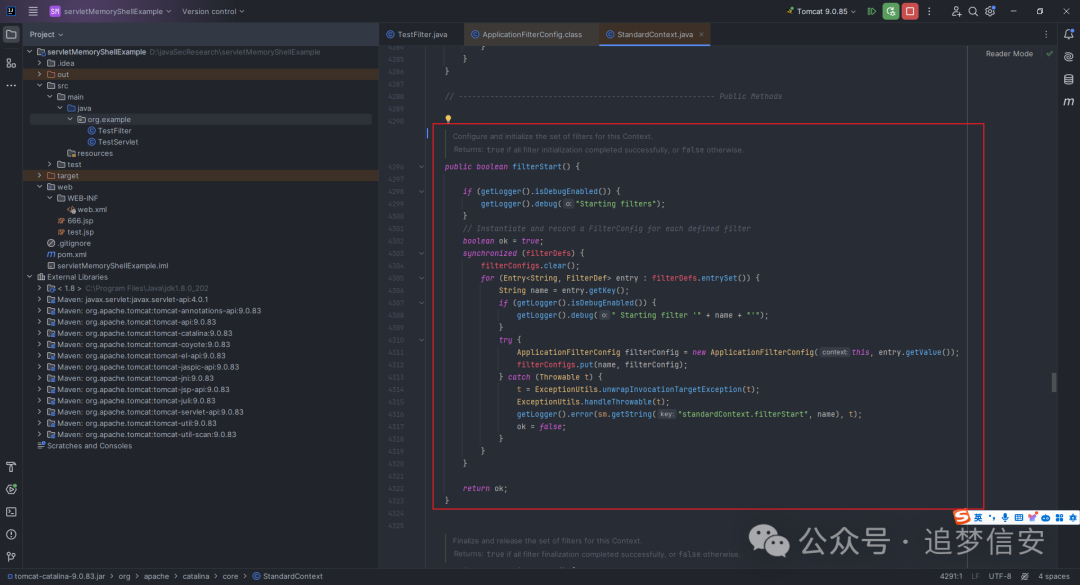 SM servletMemoryShellExample Version control Tomcat 9.0.85
Project
servletMemoryShellExample D:\javaSecResearch\servletMemoryShellExample
.idea
out
src
main
java
org.example
TestFilter
TestServlet
resources
test
target
web
WEB-INF
web.xml
666.jsp
test.jsp
.gitignore
pom.xml
servletMemoryShellExample.iml
External Libraries
< 1.8 > C:\Program Files\Java\jdk1.8.0_202
Maven: javax.servlet:javax.servlet-api:4.0.1
Maven: org.apache.tomcat:tomcat-annotations-api:9.0.83
Maven: org.apache.tomcat:tomcat-api:9.0.83
Maven: org.apache.tomcat:tomcat-catalina:9.0.83
Maven: org.apache.tomcat:tomcat-coyote:9.0.83
Maven: org.apache.tomcat:tomcat-el-api:9.0.83
Maven: org.apache.tomcat:tomcat-jaspic-api:9.0.83
Maven: org.apache.tomcat:tomcat-jni:9.0.83
Maven: org.apache.tomcat:tomcat-jsp-api:9.0.83
Maven: org.apache.tomcat:tomcat-juli:9.0.83
Maven: org.apache.tomcat:tomcat-servlet-api:9.0.83
Maven: org.apache.tomcat:tomcat-util:9.0.83
Maven: org.apache.tomcat:tomcat-util-scan:9.0.83
Scratches and Consoles
TestFilter.java ApplicationFilterConfig.class StandardContext.java
Reader Mode
}
}
4286 }
4287
4288 // ---------------------------------------------------------- Public Methods
4289
4290
Configure and initialize the set of filters for this Context.
Returns: true if all filter initialization completed successfully, or false otherwise.
4296 public boolean filterStart() {
4297
4298 if (getLogger().isDebugEnabled()) {
4299 getLogger().debug(o: "Starting filters");
4300 }
4301 // Instantiate and record a FilterConfig for each defined filter
4302 boolean ok = true;
4303 synchronized (filterDefs) {
4304 filterConfigs.clear();
4305 for (Entry<String, FilterDef> entry : filterDefs.entrySet()) {
4306 String name = entry.getKey();
4307 if (getLogger().isDebugEnabled()) {
4308 getLogger().debug(o: " Starting filter '" + name + "'");
4309 }
4310 try {
4311 ApplicationFilterConfig filterConfig = new ApplicationFilterConfig( context: this, entry.getValue());
4312 filterConfigs.put(name, filterConfig);
4313 } catch (Throwable t) {
4314 t = ExceptionUtils.unwrapInvocationTargetException(t);
4315 ExceptionUtils.handleThrowable(t);
4316 getLogger().error(sm.getString( key: "standardContext.filterStart", name), t);
4317 ok = false;
4318 }
4319 }
4320 }
4321
4322 return ok;
4323 }
4324
4325
Finalize and release the set of filters for this Context.
Returns: true if all filter finalization completed successfully, or false otherwise.
英
公众号 · 追梦信安
tomcat-catalina-9.0.83.jar > org > apache > catalina > core > StandardContext 4291:1 LF UTF-8 4 spaces